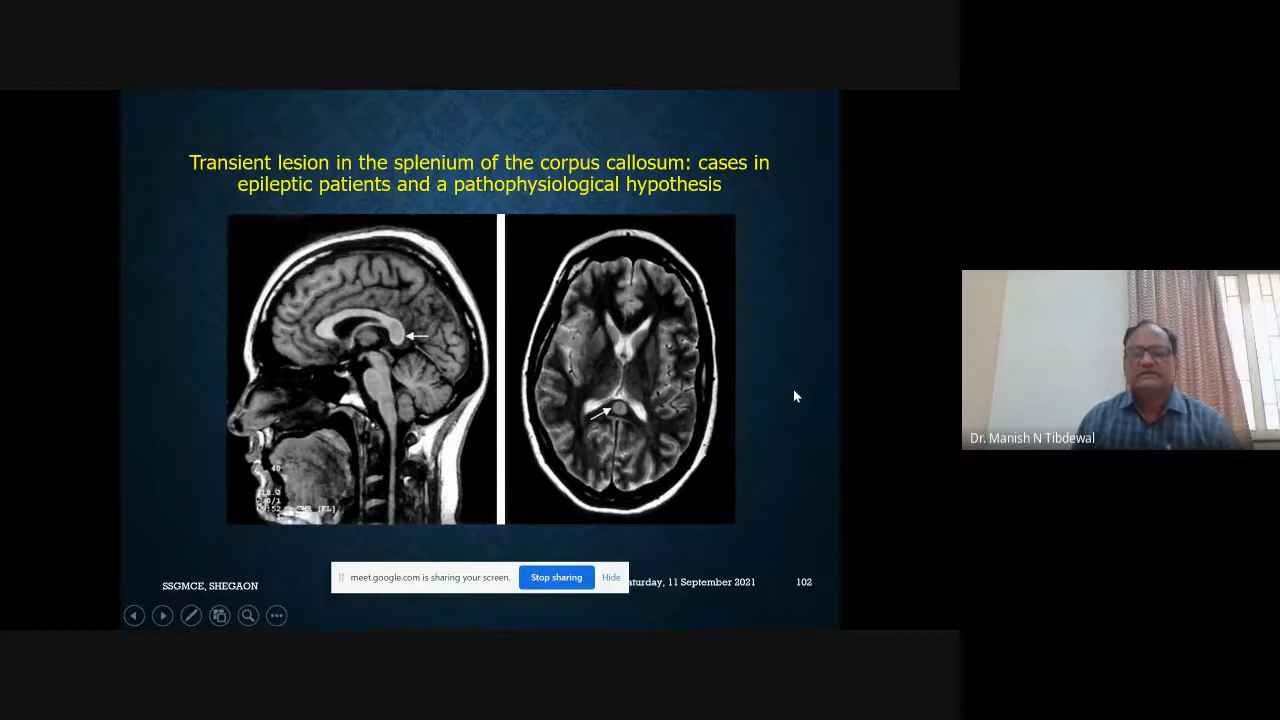 Transient lesion in the splenium of the corpus callosum: cases in
epileptic patients and a pathophysiological hypothesis
40
Dr. Manish N Tibdewal
meet.google.com is sharing your screen.
Stop sharing
Hide
SSGMCE, SHEGAON
aturday, 11 September 2021
102